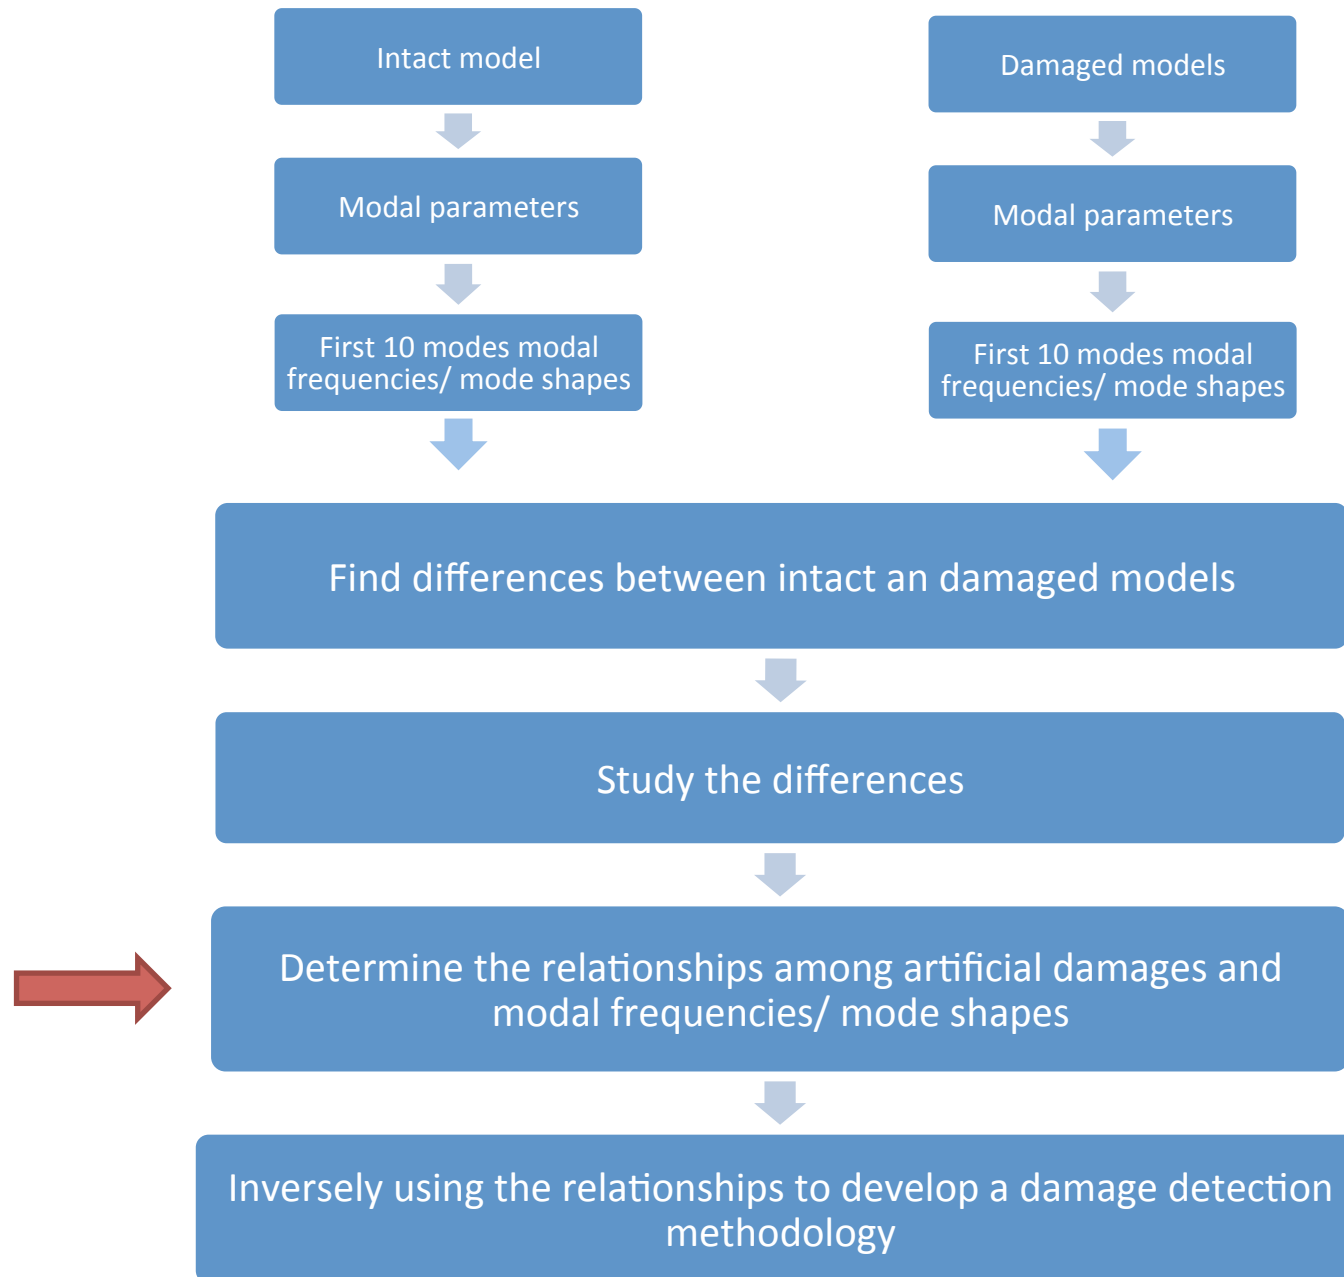 Intact model
Damaged models
Modal parameters
Modal parameters
First 10 modes modal
frequencies/ mode shapes
First 10 modes modal
frequencies/ mode shapes
Find differences between intact an damaged models
Study the differences
Determine the relationships among artificial damages and
modal frequencies/ mode shapes
Inversely using the relationships to develop a damage detection
methodology